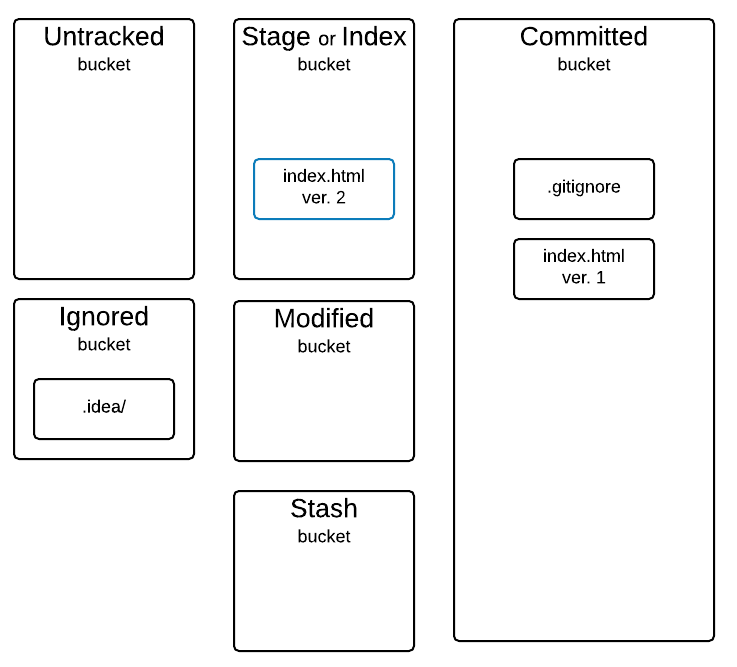 Untracked
bucket
Stage or Index
bucket
index.html
ver. 2
Committed
bucket
.gitignore
index.html
ver. 1
Ignored
bucket
.idea/
Modified
bucket
Stash
bucket